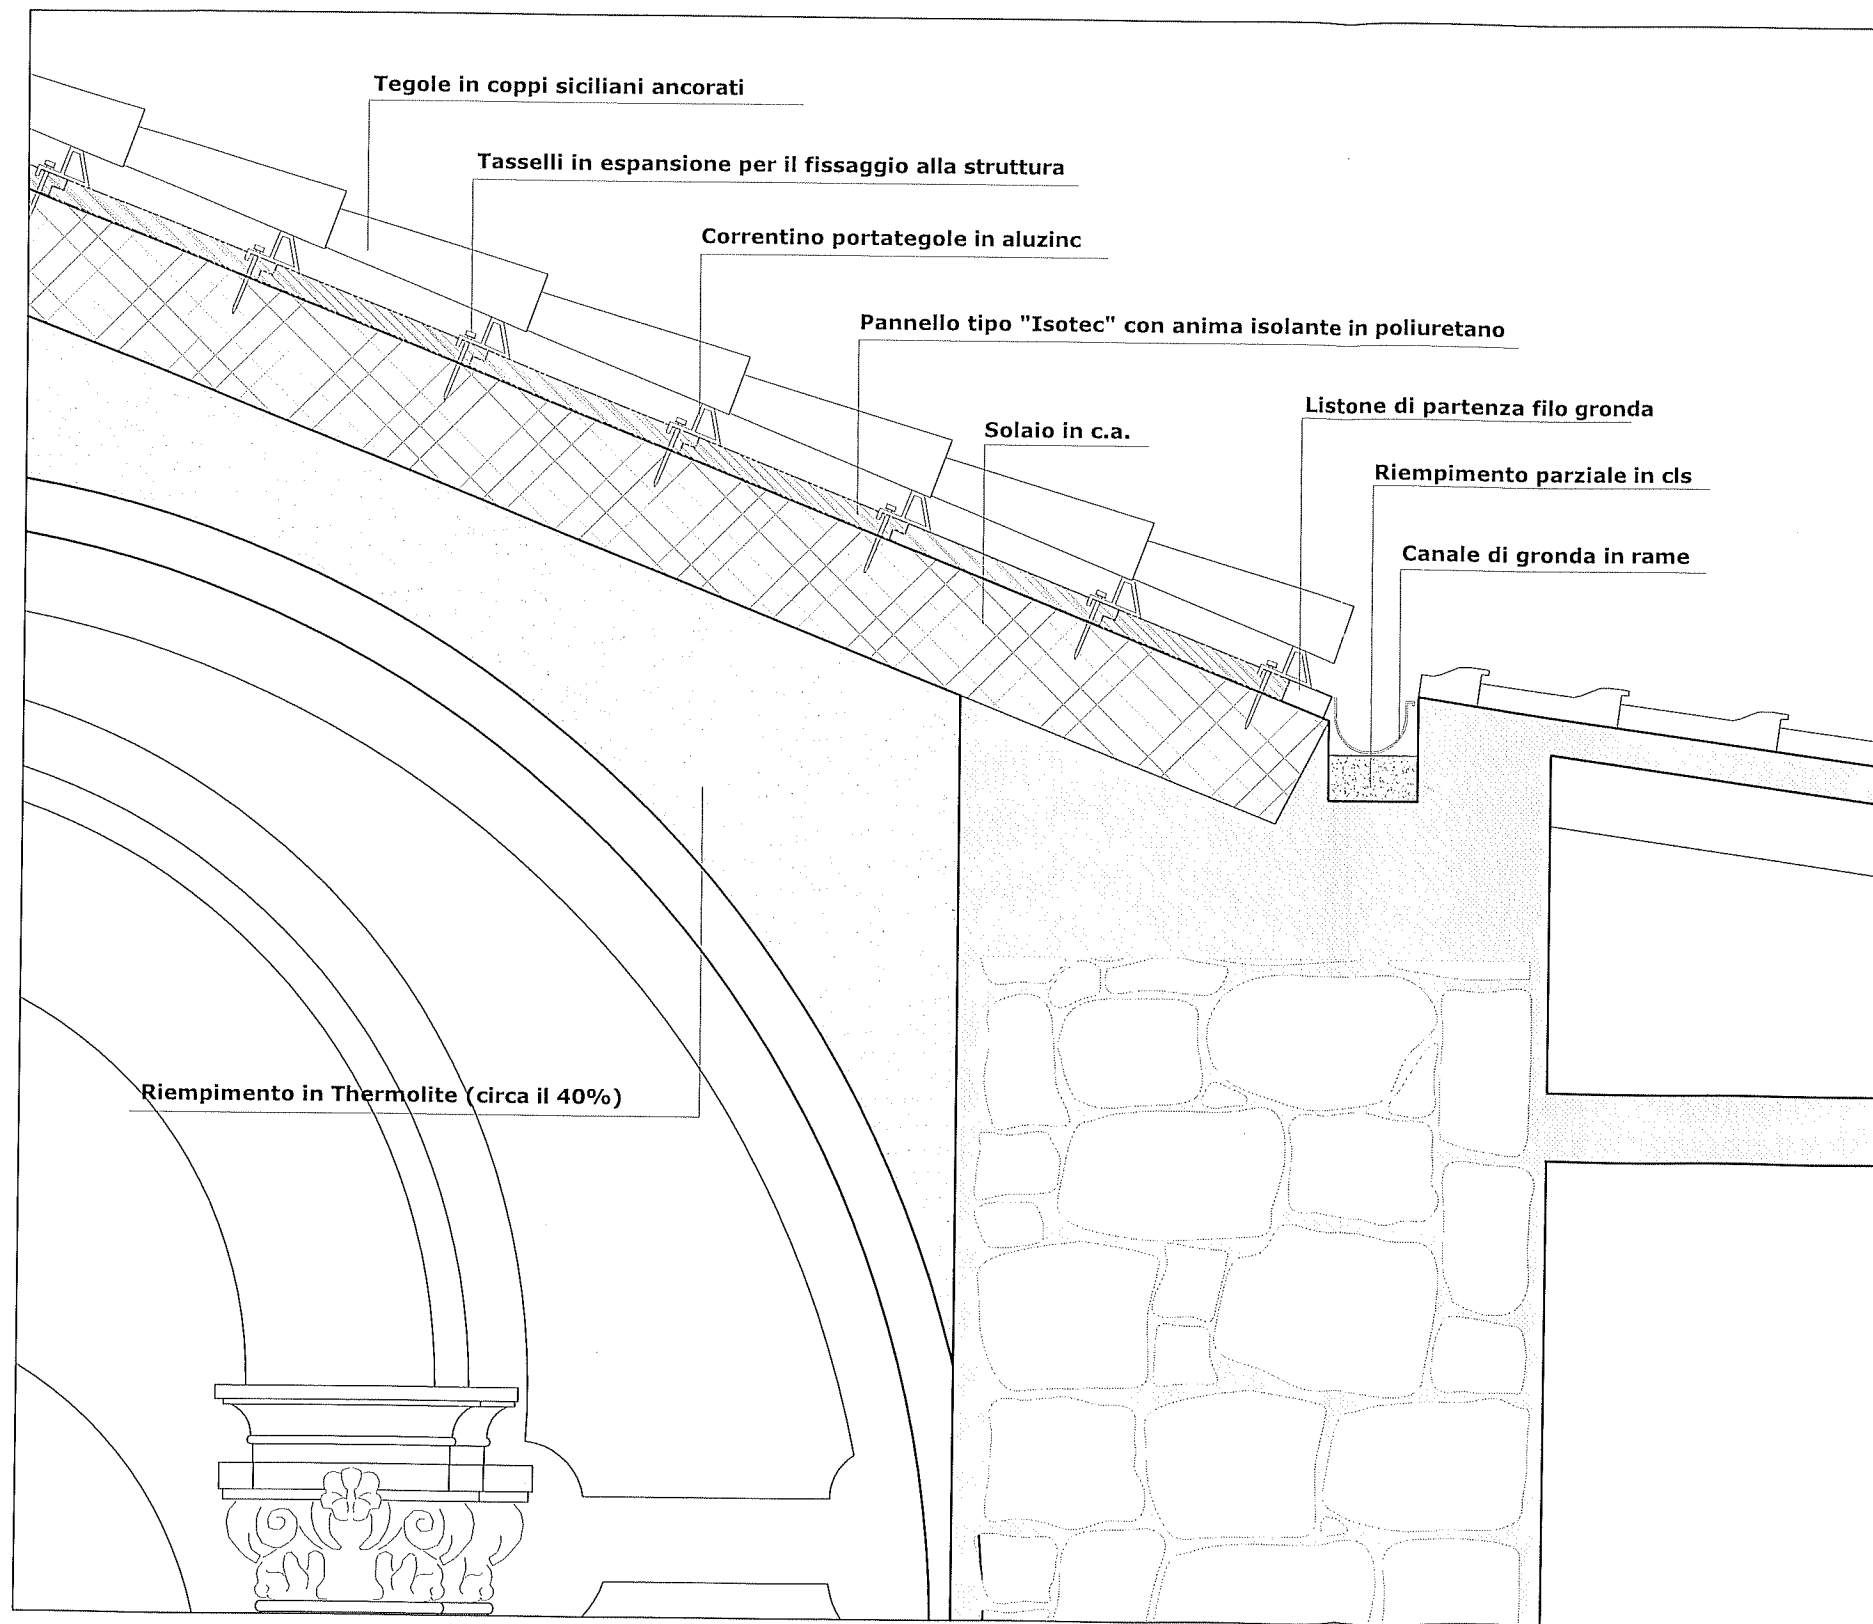 Tegole in coppi siciliani ancorati
Tasselli in espansione per il fissaggio alla struttura
Correntino portategole in aluzinc
Pannello tipo "Isotec" con anima isolante in poliuretano
Listone di partenza filo gronda
Solaio in c.a.
Riempimento parziale in cls
Canale di gronda in rame
Riempimento in Thermolite (circa il 40%)